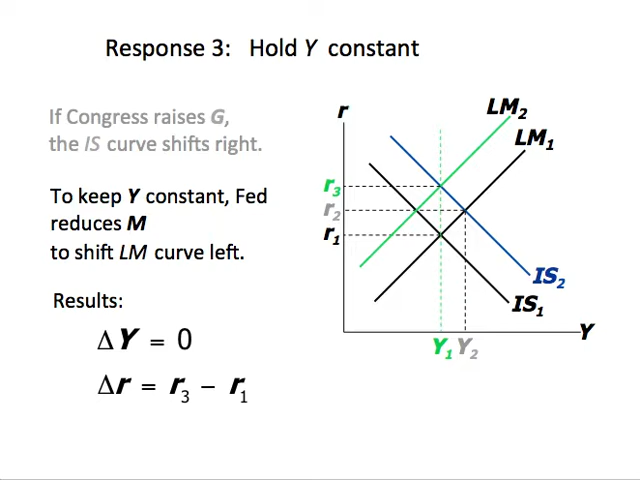 Response 3: Hold Y constant
If Congress raises G,
the IS curve shifts right.
To keep Y constant, Fed
reduces M
to shift LM curve left.
Results:
ΔY = 0
Δr = r₃ − r₁
r
LM₂
LM₁
r₃
r₂
r₁
IS₂
IS₁
Y
Y₁ Y₂